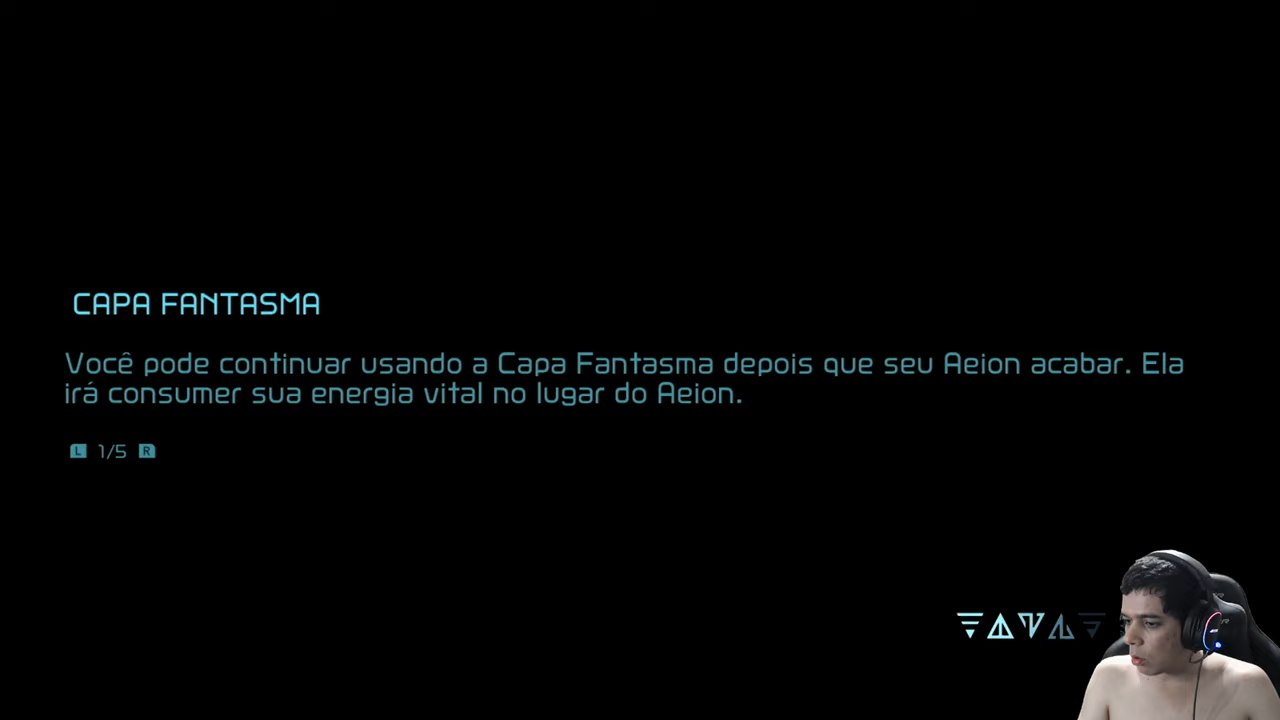 CAPA FANTASMA
Você pode continuar usando a Capa Fantasma depois que seu Aeion acabar. Ela
irá consumer sua energia vital no lugar do Aeion.
L 1/5 R